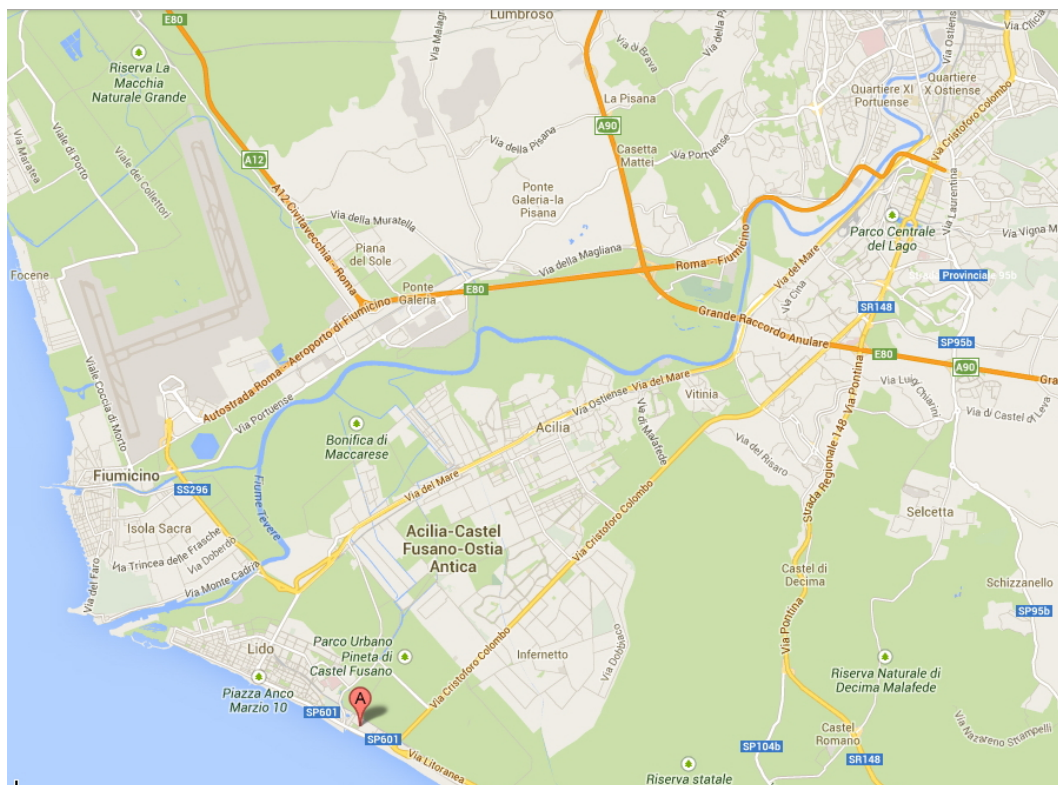 E80
Lumbroso
Riserva La
Macchia
Naturale Grande
Via Malagr
Via della P
Via di Brava
Via Ostiense
Via Cilicia
Quartiere
X Ostiense
Quartiere XI
Portuense
La Pisana
A90
Via della Pisana
Casetta
Mattei
Via Portuense
Via Cristoforo Colombo
Via Maratea
Viale di Porto
Viale dei Collettori
A12
A12 Civitavecchia - Roma
Ponte
Galeria-la
Pisana
Via Laurentina
Via della Muratella
Parco Centrale
del Lago
Via Vigna M
Piana
del Sole
Via della Magliana
Roma - Fiumicino
Via del Mare
Focene
Provinciale 95b
Ponte
Galeria
E80
Via Cina
SR148
Grande Raccordo Anulare
SP95b
E80
A90
Gra
Autostrada Roma - Aeroporto di Fiumicino
Viale Coccia di Morto
Via Portuense
Via Ostiense
Via del Mare
Vitinia
Via Luigi Chiarini
Via di Castel di Leva
Via Pontina
Bonifica di
Maccarese
Acilia
Via di Malafede
Via del Risaro
Strada Regionale 148
Fiumicino
SS296
Fiume Tevere
Via del Mare
Via Cristoforo Colombo
Isola Sacra
Selcetta
Acilia-Castel
Fusano-Ostia
Antica
Via Trincea delle Frasche
Via Doberdo
Via del Faro
Via Monte Cadria
Castel di
Decima
Schizzanello
SP95b
Via Pontina
Lido
Parco Urbano
Pineta di
Castel Fusano
Via Cristoforo Colombo
Infernetto
Via Dobbiaco
Riserva Naturale di
Decima Malafede
Piazza Anco
Marzio 10
A
SP601
SP601
Via Litoranea
Castel
Romano
Via Nazareno Strampelli
SP104b
SR148
Riserva statale